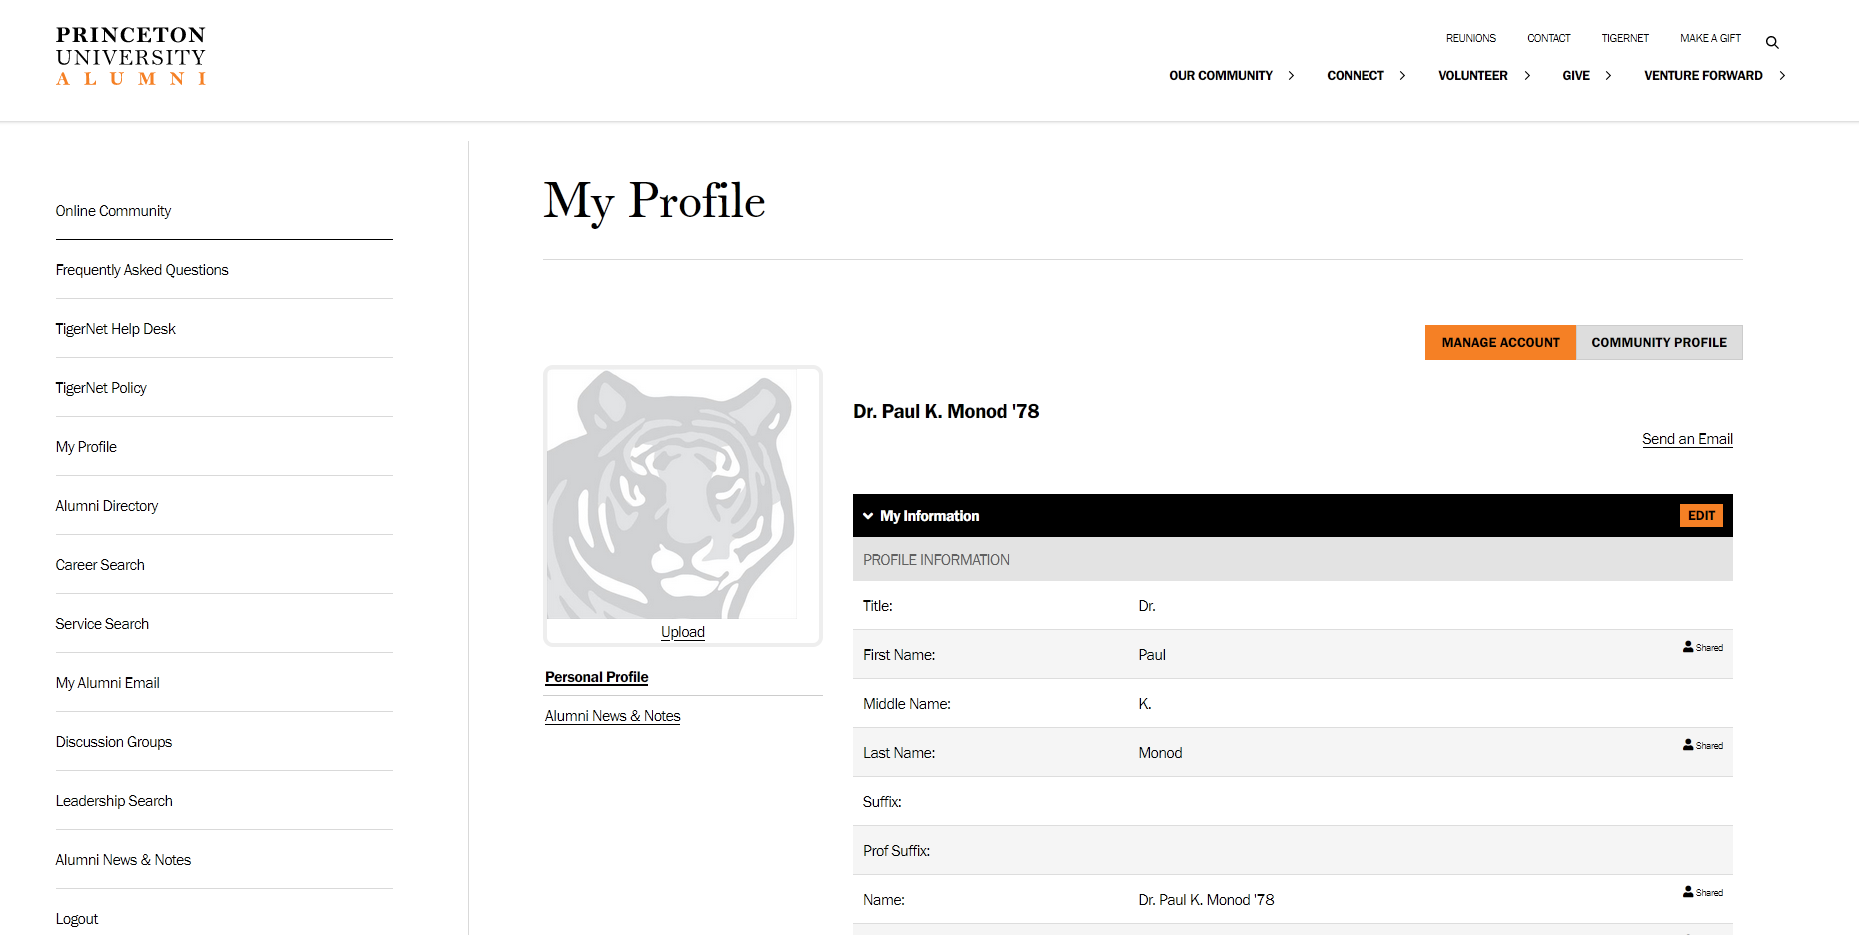 PRINCETON
UNIVERSITY
ALUMNI
REUNIONS CONTACT TIGERNET MAKE A GIFT
OUR COMMUNITY CONNECT VOLUNTEER GIVE VENTURE FORWARD
Online Community
Frequently Asked Questions
TigerNet Help Desk
TigerNet Policy
My Profile
Alumni Directory
Career Search
Service Search
My Alumni Email
Discussion Groups
Leadership Search
Alumni News & Notes
Logout
My Profile
MANAGE ACCOUNT COMMUNITY PROFILE
Upload
Personal Profile
Alumni News & Notes
Dr. Paul K. Monod '78
Send an Email
My Information EDIT
PROFILE INFORMATION
Title: Dr.
First Name: Paul Shared
Middle Name: K.
Last Name: Monod Shared
Suffix:
Prof Suffix:
Name: Dr. Paul K. Monod '78 Shared